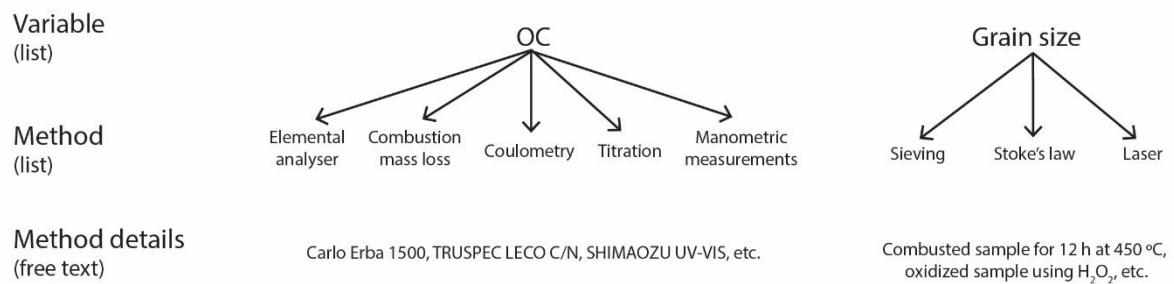 Variable
(list)
OC
Grain size
Method
(list)
Elemental
analyser
Combustion
mass loss
Coulometry
Titration
Manometric
measurements
Sieving
Stoke's law
Laser
Method details
(free text)
Carlo Erba 1500, TRUSPEC LECO C/N, SHIMAOZU UV-VIS, etc.
Combusted sample for 12 h at 450 ºC,
oxidized sample using H₂O₂, etc.